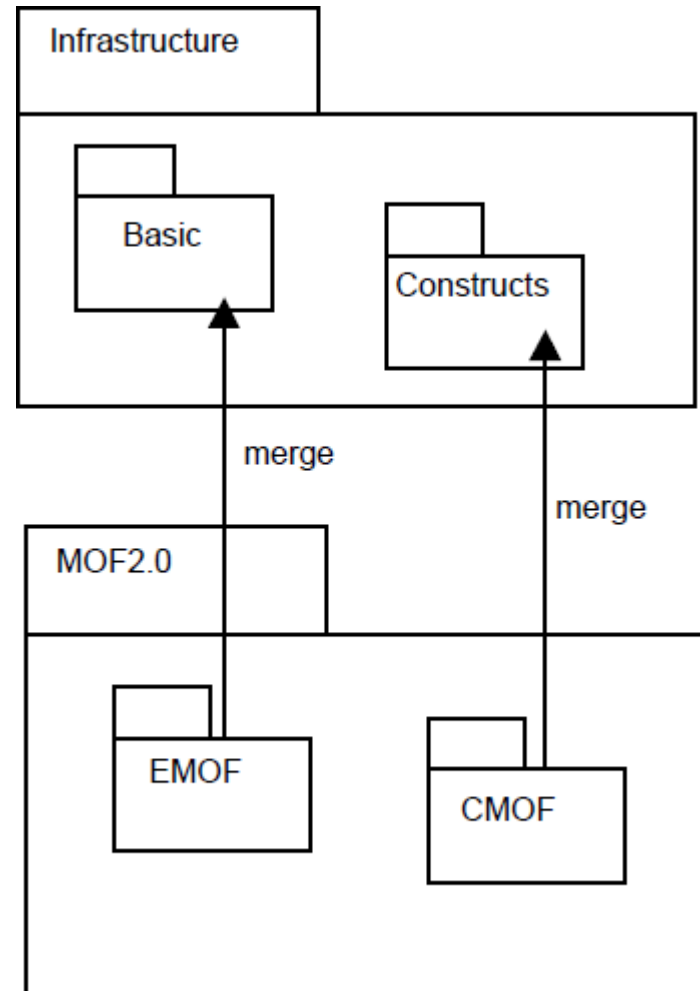 Infrastructure
Basic
Constructs
merge
merge
MOF2.0
EMOF
CMOF